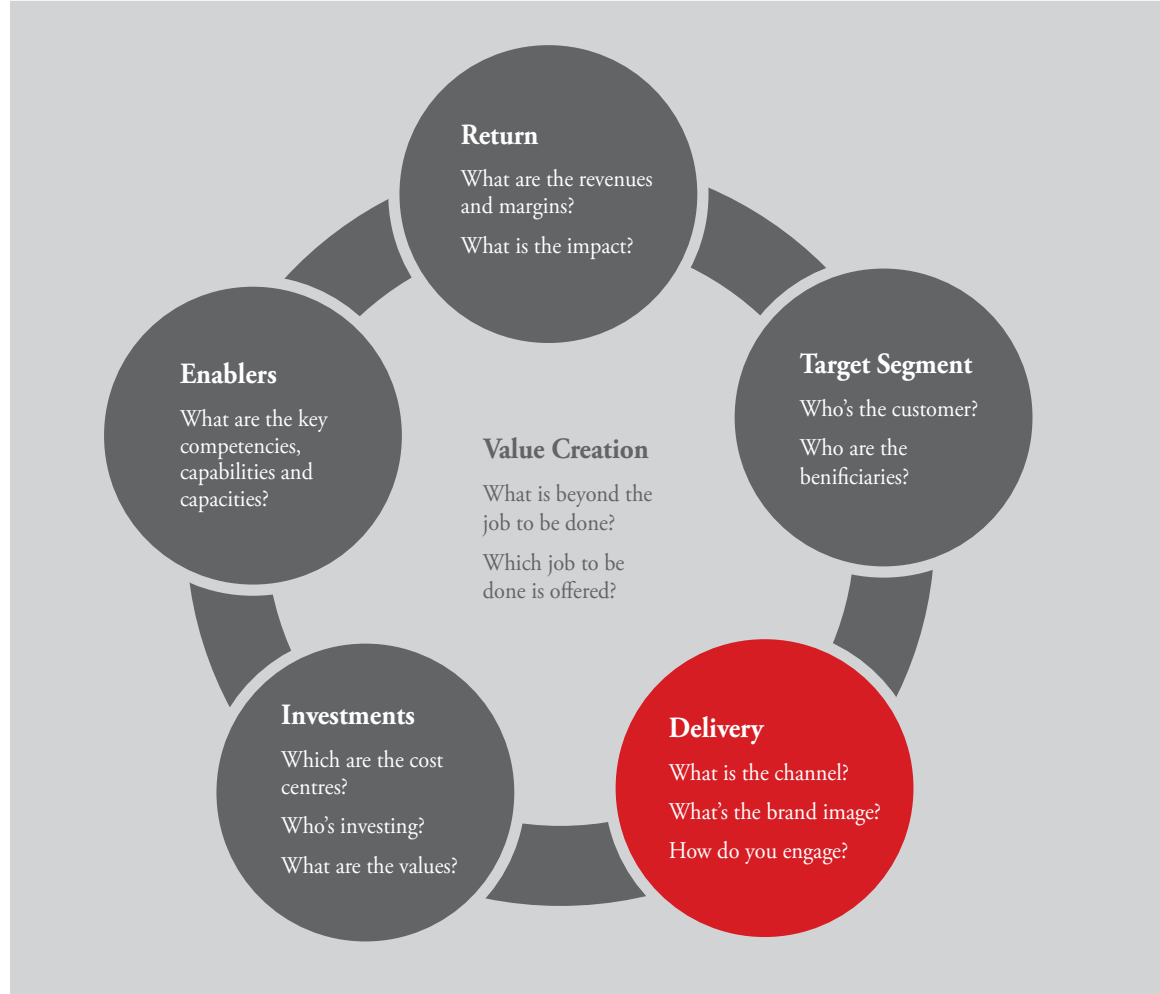 Return
What are the revenues
and margins?
What is the impact?
Target Segment
Who's the customer?
Who are the
benificiaries?
Enablers
What are the key
competencies,
capabilities and
capacities?
Value Creation
What is beyond the
job to be done?
Which job to be
done is offered?
Investments
Which are the cost
centres?
Who's investing?
What are the values?
Delivery
What is the channel?
What's the brand image?
How do you engage?